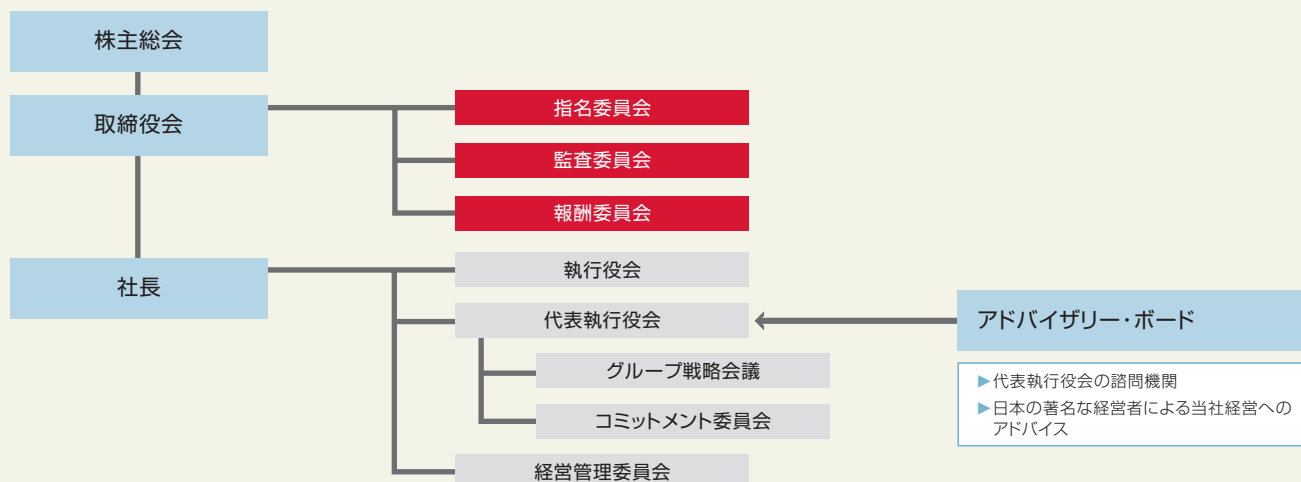 株主総会
取締役会
指名委員会
監査委員会
報酬委員会
社長
執行役会
代表執行役会
アドバイザリー・ボード
グループ戦略会議
▶代表執行役会の諮問機関
▶日本の著名な経営者による当社経営への
アドバイス
コミットメント委員会
経営管理委員会